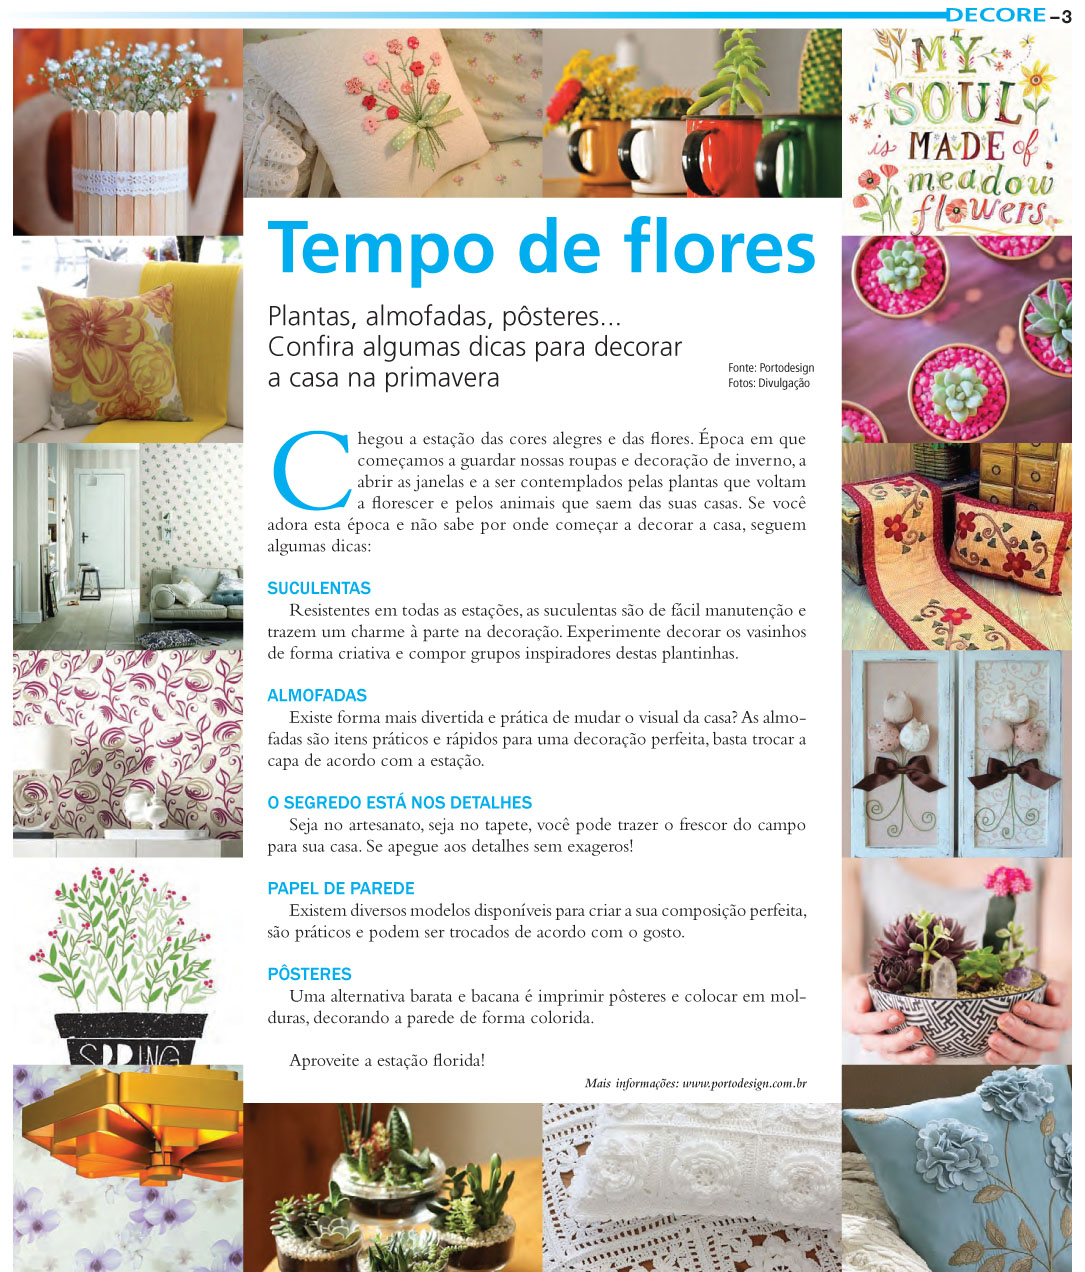 DECORE – 3
MY
SOUL
is MADE of
meadow
flowers
Tempo de flores
Plantas, almofadas, pôsteres...
Confira algumas dicas para decorar
a casa na primavera
Fonte: Portodesign
Fotos: Divulgação
Chegou a estação das cores alegres e das flores. Época em que
começamos a guardar nossas roupas e decoração de inverno, a
abrir as janelas e a ser contemplados pelas plantas que voltam
a florescer e pelos animais que saem das suas casas. Se você
adora esta época e não sabe por onde começar a decorar a casa, seguem
algumas dicas:
SUCULENTAS
Resistentes em todas as estações, as suculentas são de fácil manutenção e
trazem um charme à parte na decoração. Experimente decorar os vasinhos
de forma criativa e compor grupos inspiradores destas plantinhas.
ALMOFADAS
Existe forma mais divertida e prática de mudar o visual da casa? As almo-
fadas são itens práticos e rápidos para uma decoração perfeita, basta trocar a
capa de acordo com a estação.
O SEGREDO ESTÁ NOS DETALHES
Seja no artesanato, seja no tapete, você pode trazer o frescor do campo
para sua casa. Se apegue aos detalhes sem exageros!
PAPEL DE PAREDE
Existem diversos modelos disponíveis para criar a sua composição perfeita,
são práticos e podem ser trocados de acordo com o gosto.
PÔSTERES
Uma alternativa barata e bacana é imprimir pôsteres e colocar em mol-
duras, decorando a parede de forma colorida.
Aproveite a estação florida!
Mais informações: www.portodesign.com.br
SPRING